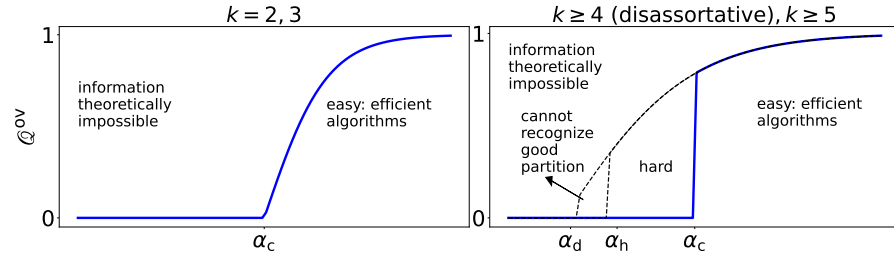 k = 2, 3
1
0
𝒬ᵒᵛ
information
theoretically
impossible
easy: efficient
algorithms
α_c
k ≥ 4 (disassortative), k ≥ 5
1
0
information
theoretically
impossible
cannot
recognize
good
partition
hard
easy: efficient
algorithms
α_d
α_h
α_c